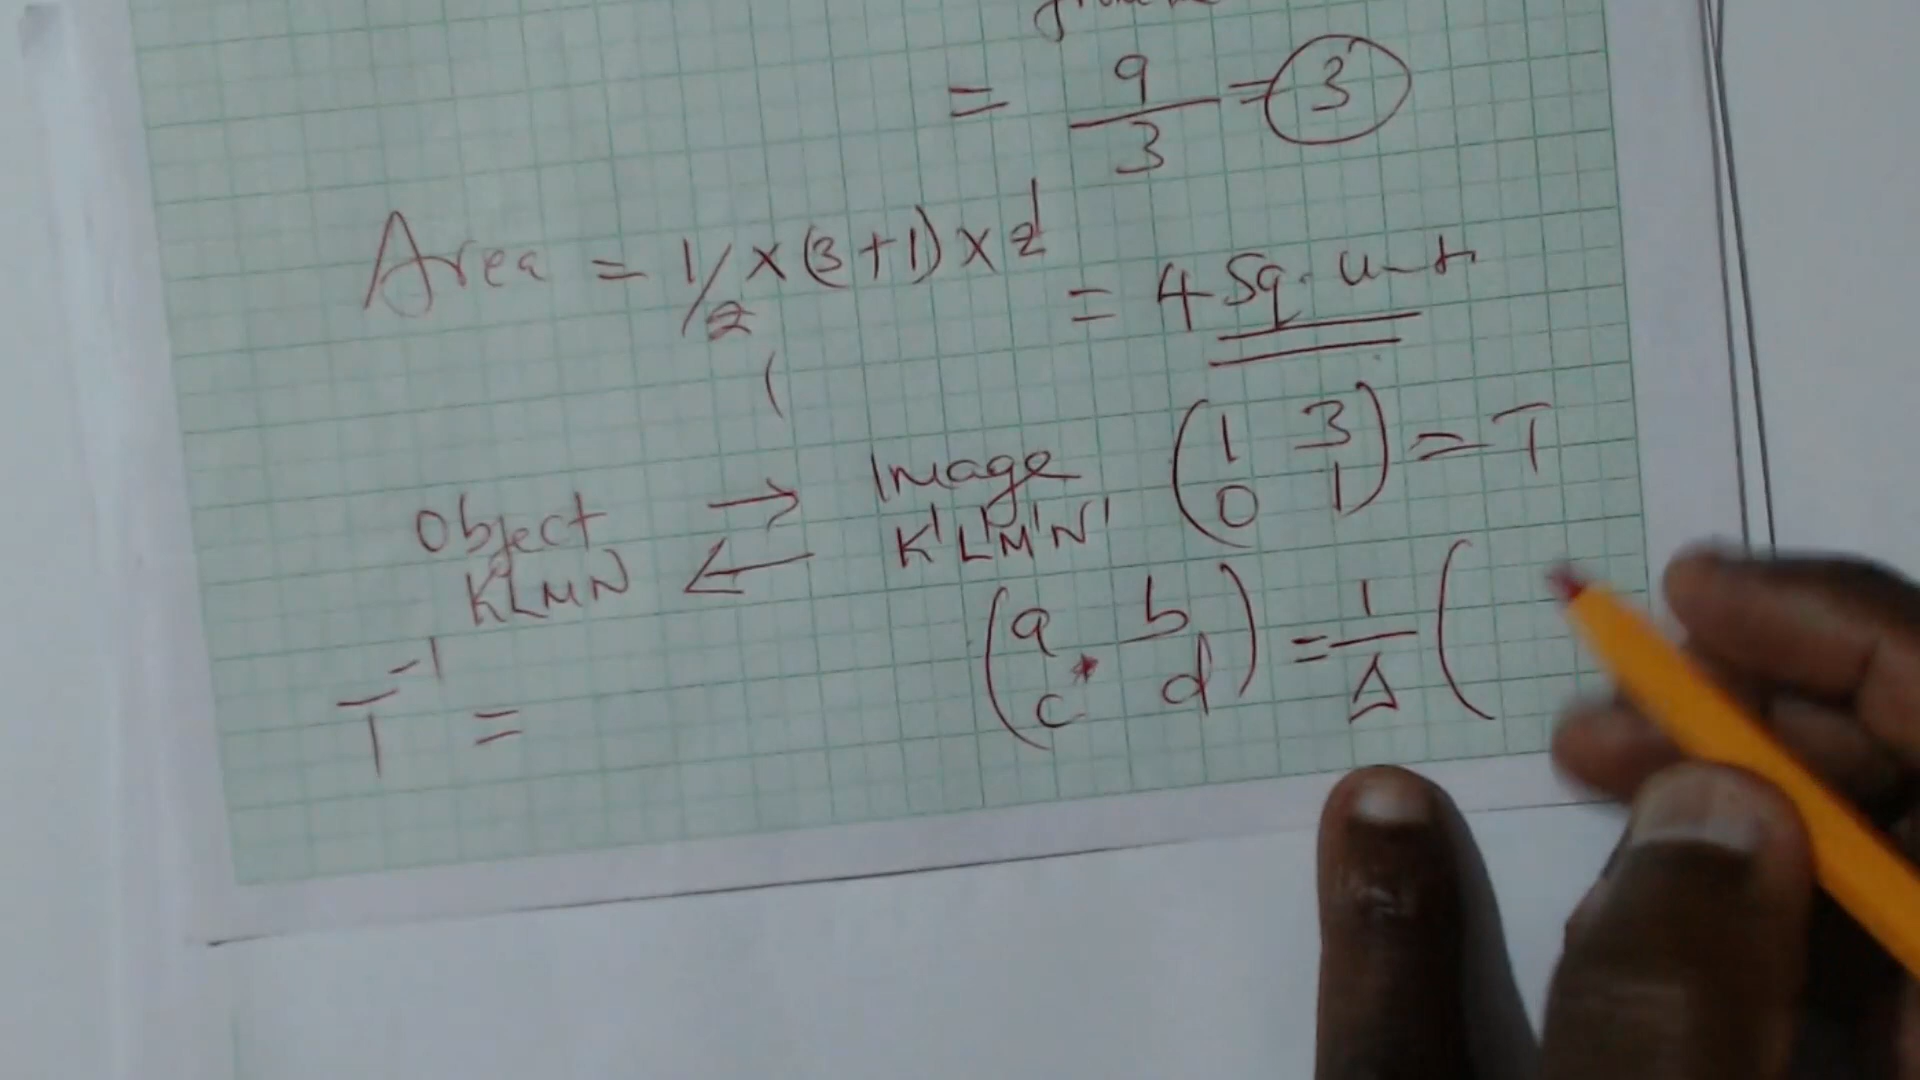 = 9/3 = 3
Area = 1/2 × (3+1) × 2
= 4 Sq. unit
(
Object → Image (1 3
0 1) = T
KLMN ← K'L'M'N'
T⁻¹ =
(a b
c d) = 1/Δ (